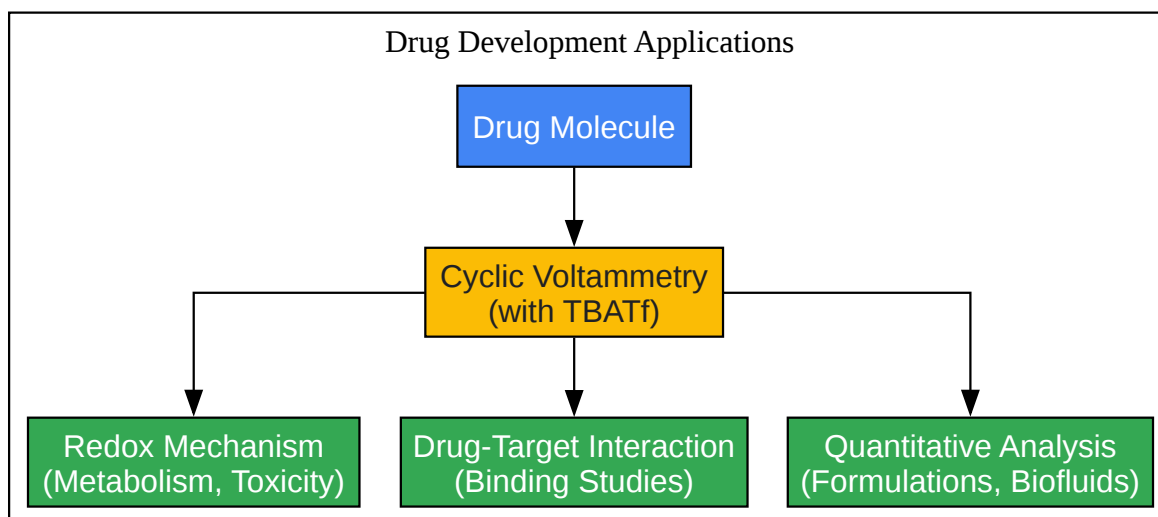 Drug Development Applications
Drug Molecule
Cyclic Voltammetry
(with TBATf)
Redox Mechanism
(Metabolism, Toxicity)
Drug-Target Interaction
(Binding Studies)
Quantitative Analysis
(Formulations, Biofluids)